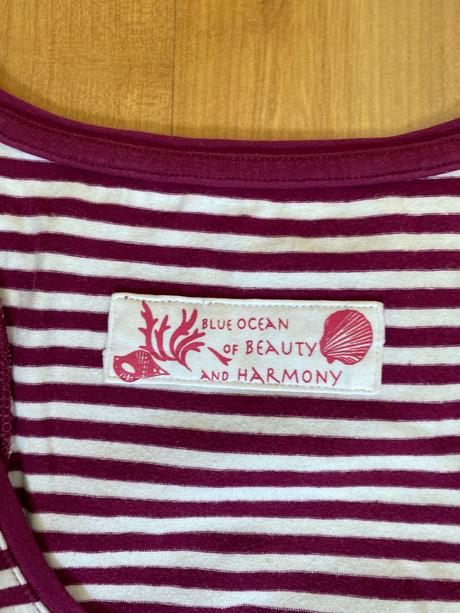 BLUE OCEAN
OF BEAUTY
AND HARMONY